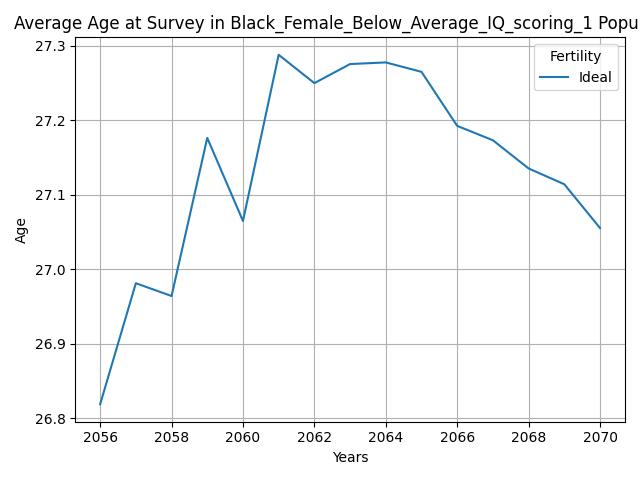 Average Age at Survey in Black_Female_Below_Average_IQ_scoring_1 Popu
Fertility
Ideal
27.3
27.2
27.1
27.0
26.9
26.8
Age
2056 2058 2060 2062 2064 2066 2068 2070
Years